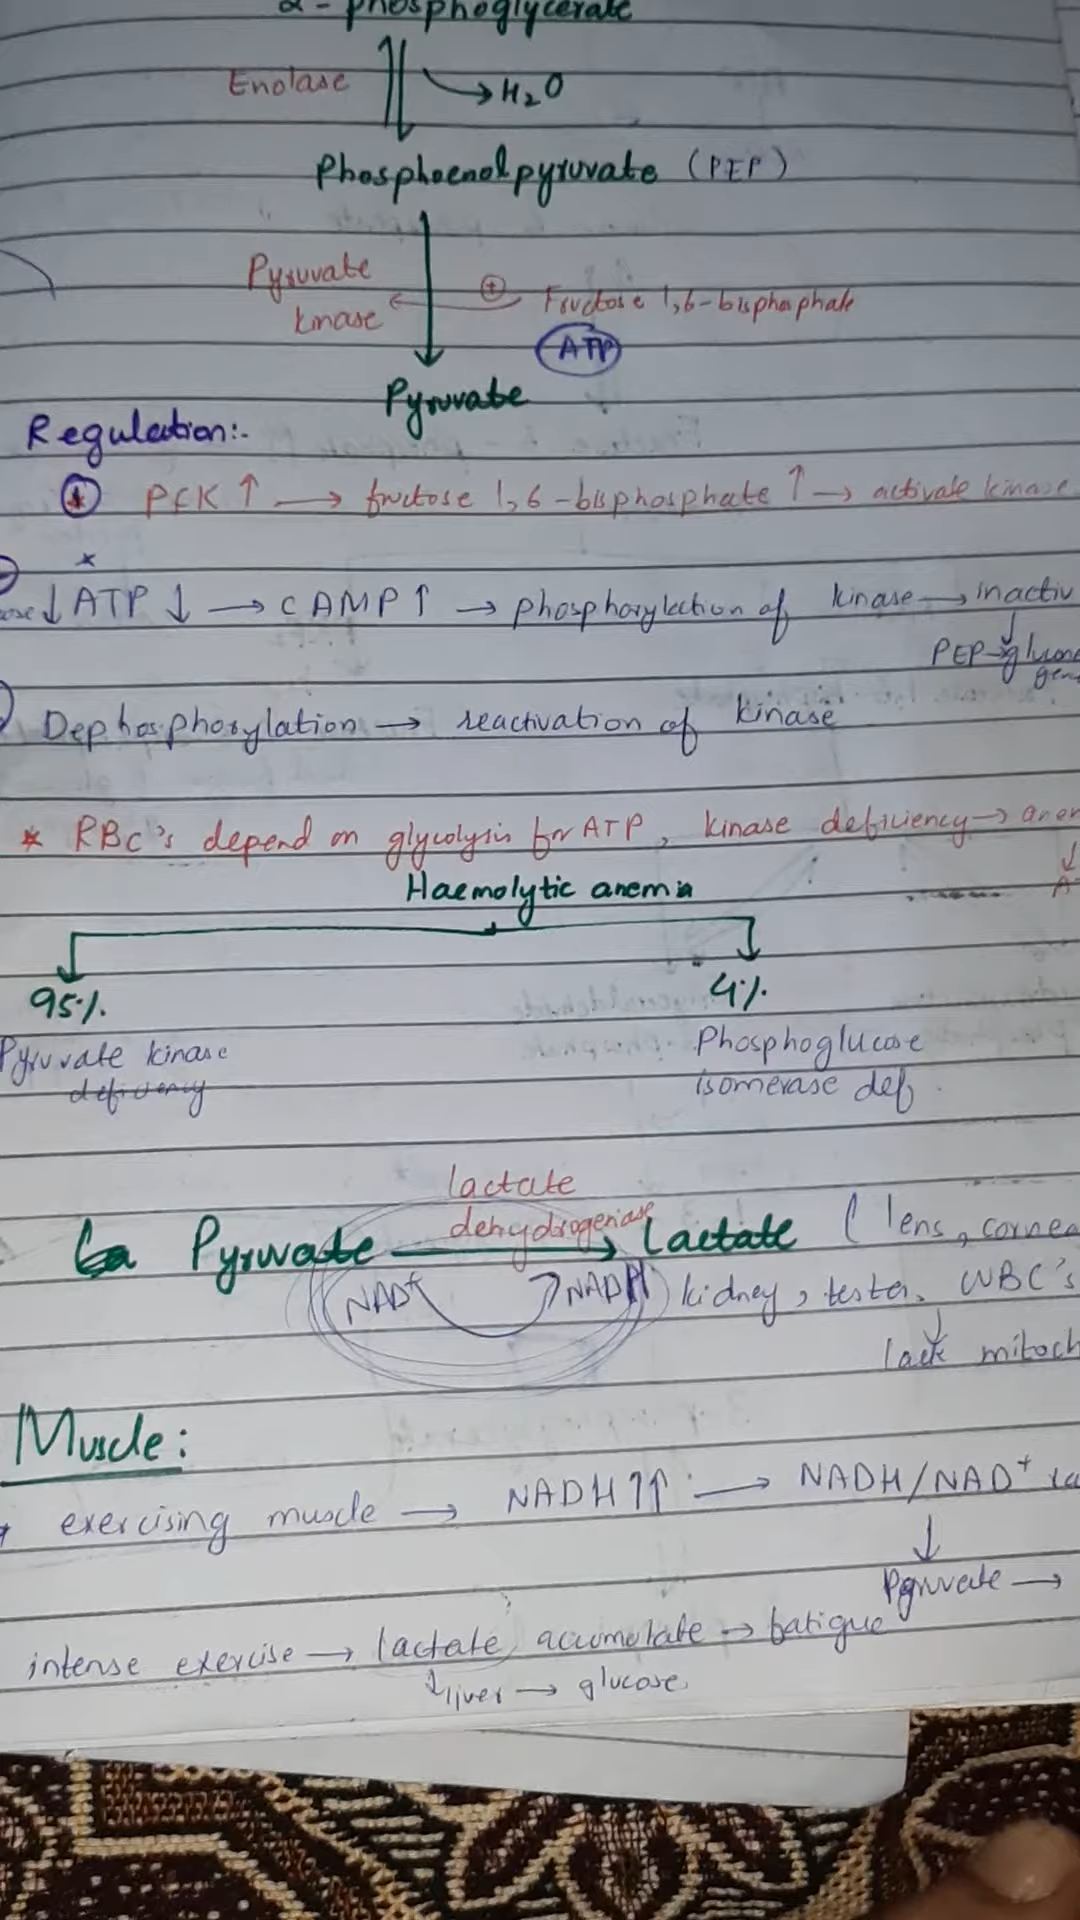 2-phosphoglycerate
Enolase → H₂O
Phosphoenolpyruvate (PEP)
Pyruvate kinase ← ⊕ Fructose 1,6-bisphosphate
ATP
Pyruvate
Regulation:-
PFK ↑ → fructose 1,6-bisphosphate ↑ → activate kinase
↓ ATP ↓ → cAMP ↑ → phosphorylation of kinase → inactiv
PEP →
Dephosphorylation → reactivation of kinase
* RBC's depend on glycolysis for ATP, kinase deficiency →
Haemolytic anemia
95%. 4%.
Pyruvate kinase Phosphoglucose
deficiency isomerase def
lactate
dehydrogenase
Pyruvate → Lactate ( lens, cornea
NAD⁺ NADH kidney, testes, WBC's
lack mitoch
Muscle:
exercising muscle → NADH ↑↑ → NADH/NAD⁺
↓
Pyruvate →
intense exercise → lactate accumulate → fatigue
↓ liver → glucose